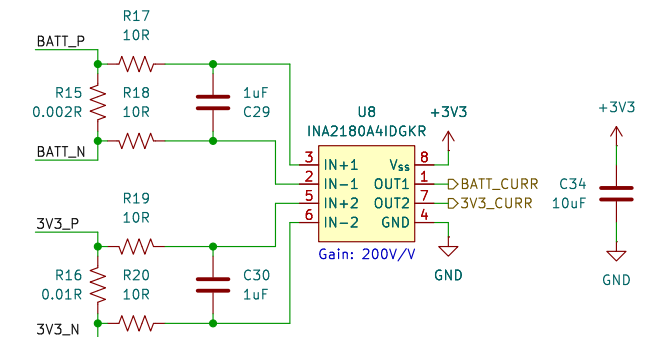 R17
10R
BATT_P
R15
0.002R
R18
10R
1uF
C29
BATT_N
U8
INA2180A4IDGKR
+3V3
3 IN+1 Vss 8
2 IN-1 OUT1 1 BATT_CURR
5 IN+2 OUT2 7 3V3_CURR
6 IN-2 GND 4
Gain: 200V/V
GND
+3V3
C34
10uF
GND
R19
10R
3V3_P
R16
0.01R
R20
10R
C30
1uF
3V3_N